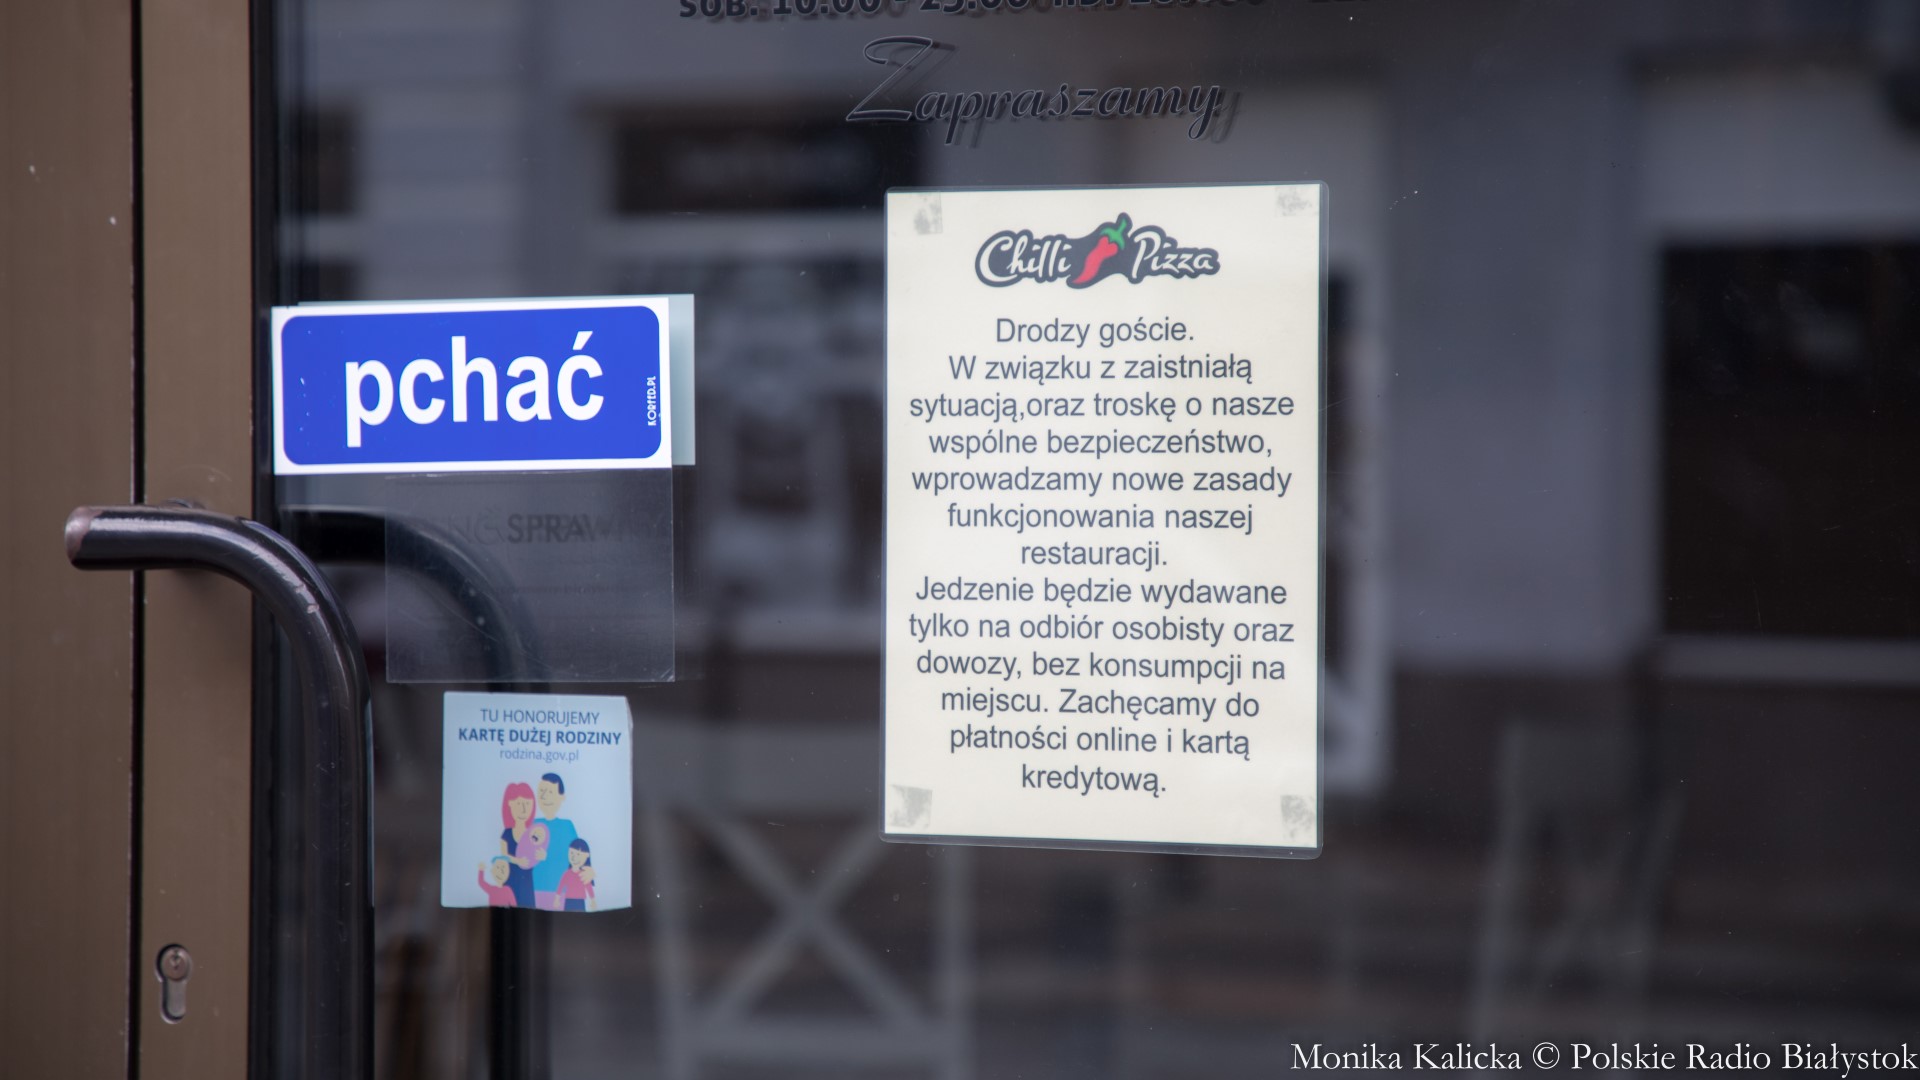 Zapraszamy
Chilli Pizza
Drodzy goście.
W związku z zaistniałą
sytuacją,oraz troskę o nasze
wspólne bezpieczeństwo,
wprowadzamy nowe zasady
funkcjonowania naszej
restauracji.
Jedzenie będzie wydawane
tylko na odbiór osobisty oraz
dowozy, bez konsumpcji na
miejscu. Zachęcamy do
płatności online i kartą
kredytową.
pchać
TU HONORUJEMY
KARTĘ DUŻEJ RODZINY
rodzina.gov.pl
Monika Kalicka © Polskie Radio Białystok